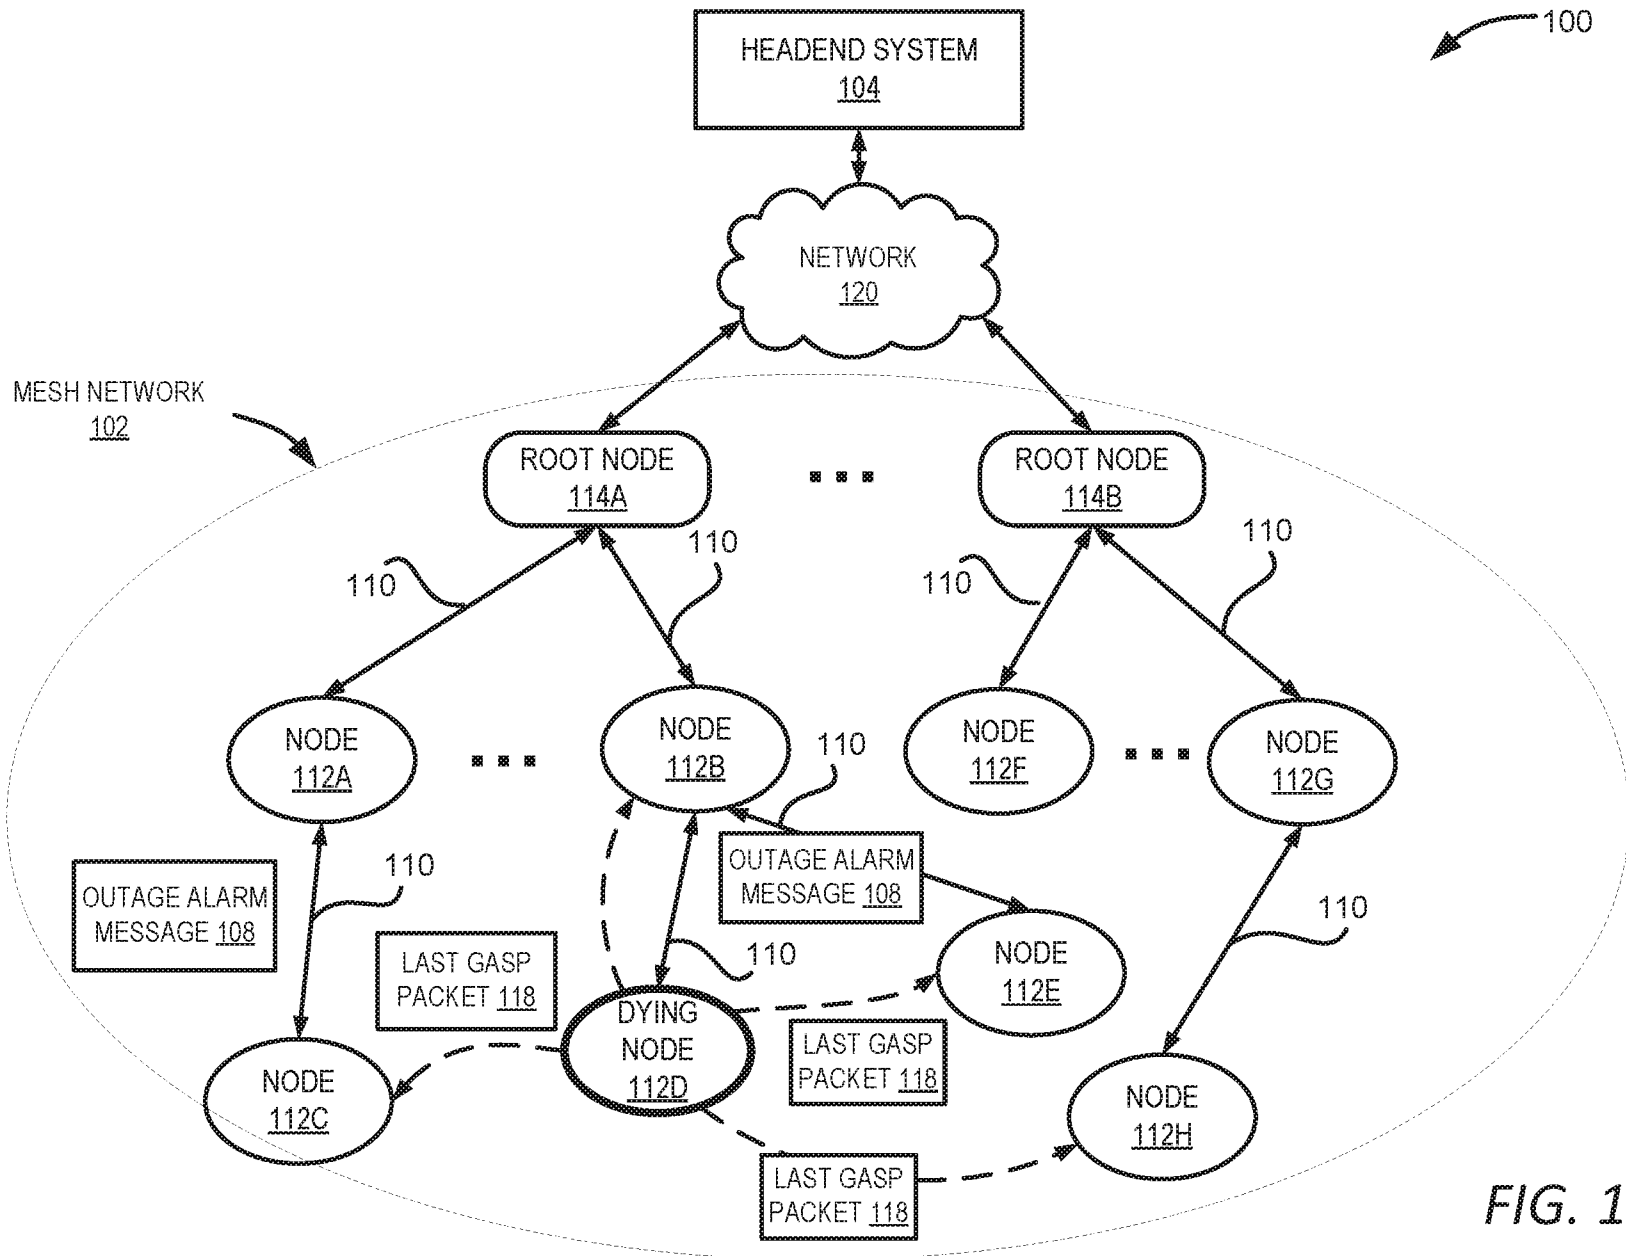 100
HEADEND SYSTEM
104
NETWORK
120
MESH NETWORK
102
ROOT NODE
114A
ROOT NODE
114B
110
110
110
110
NODE
112A
NODE
112B
NODE
112F
NODE
112G
110
OUTAGE ALARM
MESSAGE 108
110
OUTAGE ALARM
MESSAGE 108
110
LAST GASP
PACKET 118
110
NODE
112E
DYING
NODE
112D
LAST GASP
PACKET 118
NODE
112C
NODE
112H
LAST GASP
PACKET 118
FIG. 1